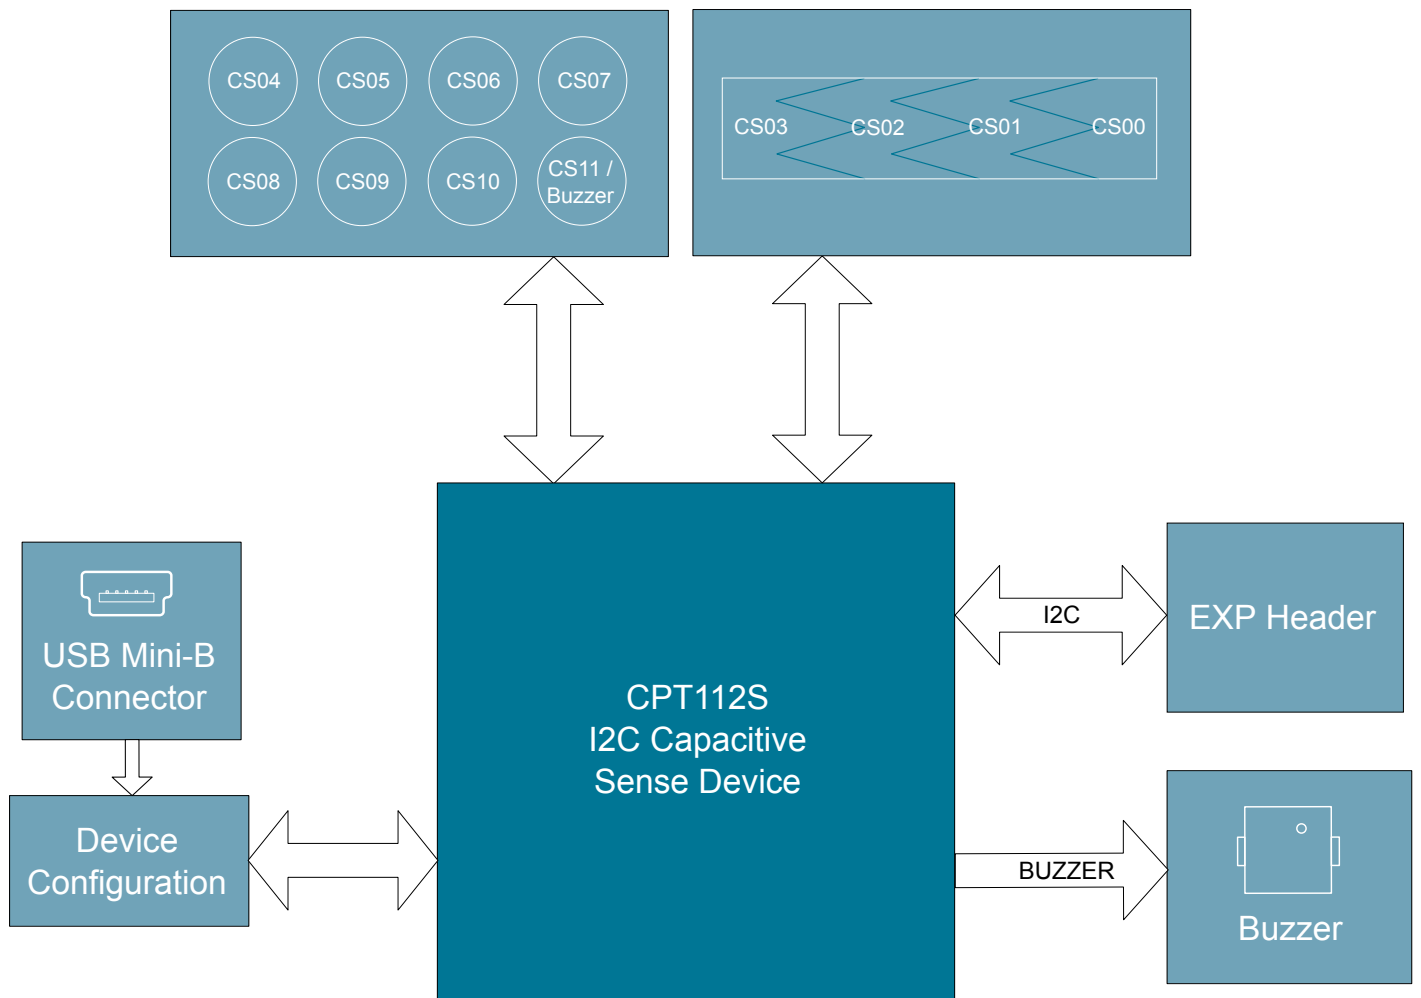 CS04
CS05
CS06
CS07
CS08
CS09
CS10
CS11 /
Buzzer
CS03
CS02
CS01
CS00
USB Mini-B
Connector
Device
Configuration
CPT112S
I2C Capacitive
Sense Device
I2C
EXP Header
BUZZER
Buzzer